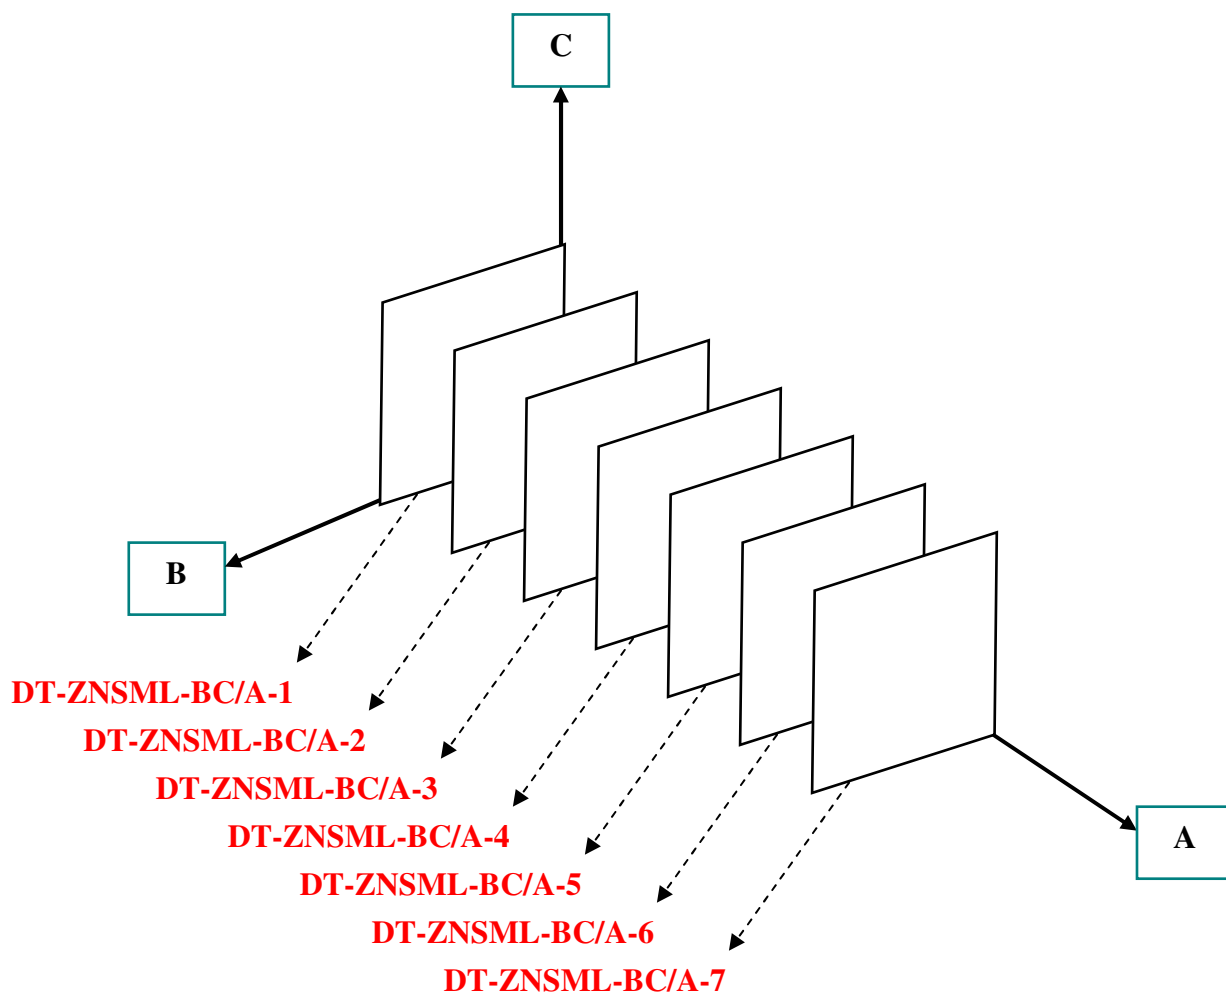 C
B
DT-ZNSML-BC/A-1
DT-ZNSML-BC/A-2
DT-ZNSML-BC/A-3
A
DT-ZNSML-BC/A-4
DT-ZNSML-BC/A-5
DT-ZNSML-BC/A-6
DT-ZNSML-BC/A-7